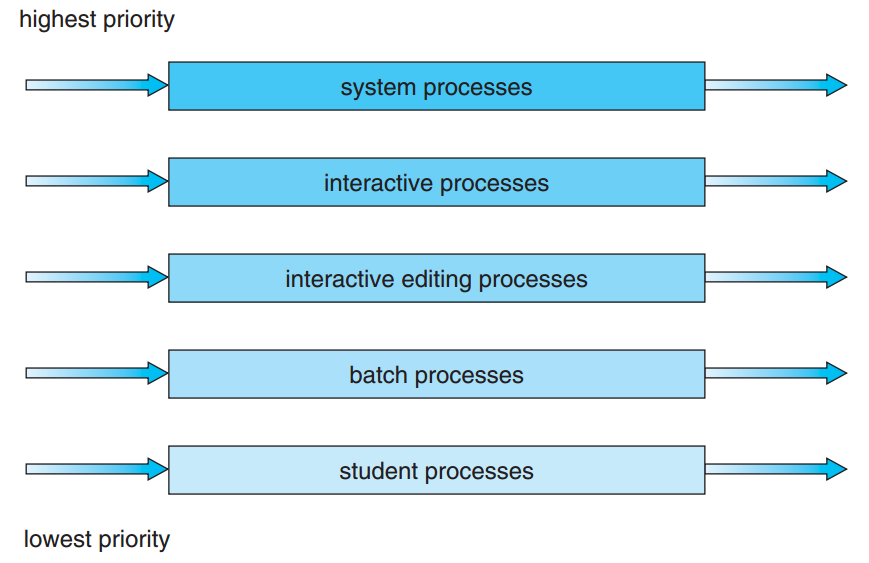 highest priority
system processes
interactive processes
interactive editing processes
batch processes
student processes
lowest priority